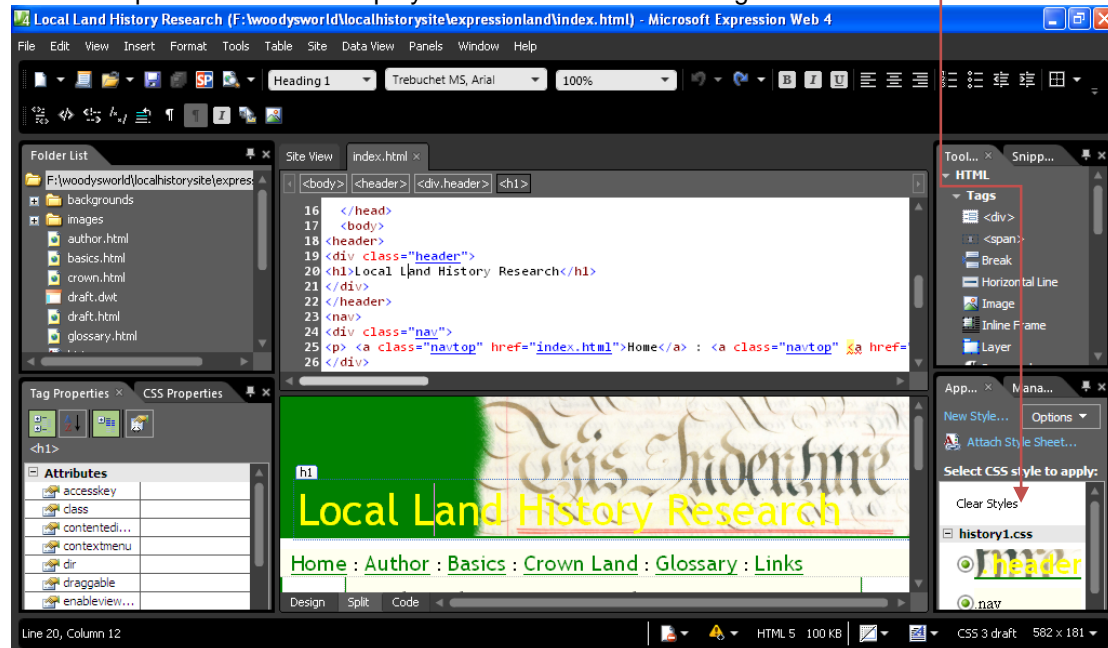 Local Land History Research (F:\woodysworld\localhistorysite\expressionland\index.html) - Microsoft Expression Web 4
File Edit View Insert Format Tools Table Site Data View Panels Window Help
Heading 1 Trebuchet MS, Arial 100% B I U
Folder List
F:\woodysworld\localhistorysite\expres
backgrounds
images
author.html
basics.html
crown.html
draft.dwt
draft.html
glossary.html
Site View index.html
<body> <header> <div.header> <h1>
16 </head>
17 <body>
18 <header>
19 <div class="header">
20 <h1>Local Land History Research</h1>
21 </div>
22 </header>
23 <nav>
24 <div class="nav">
25 <p> <a class="navtop" href="index.html">Home</a> : <a class="navtop" <a href="
26 </div>
Tool... Snipp...
HTML
Tags
<div>
<span>
Break
Horizontal Line
Image
Inline Frame
Layer
Tag Properties CSS Properties
<h1>
Attributes
accesskey
class
contentedi...
contextmenu
dir
draggable
enableview...
This Indenture
h1
Local Land History Research
Home : Author : Basics : Crown Land : Glossary : Links
Design Split Code
App... Mana...
New Style... Options
Attach Style Sheet...
Select CSS style to apply:
Clear Styles
history1.css
.header
.nav
Line 20, Column 12 HTML 5 100 KB CSS 3 draft 582 x 181